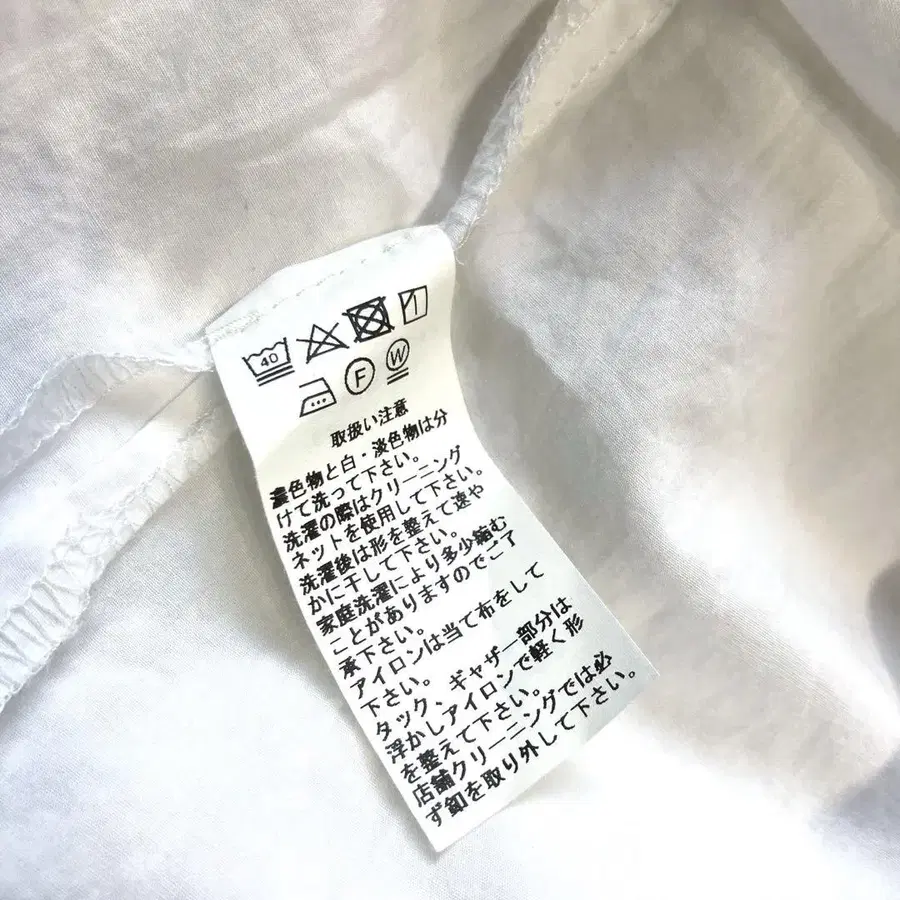 40
F
W
取扱い注意
濃色物と白・淡色物は分
けて洗って下さい。
洗濯の際はクリーニング
ネットを使用して下さい。
洗濯後は形を整えて速や
かに干して下さい。
家庭洗濯により多少縮む
ことがありますのでご了
承下さい。
アイロンは当て布をして
下さい。
タック、ギャザー部分は
浮かしアイロンで軽く形
を整えて下さい。
店舗クリーニングでは必
ず釦を取り外して下さい。